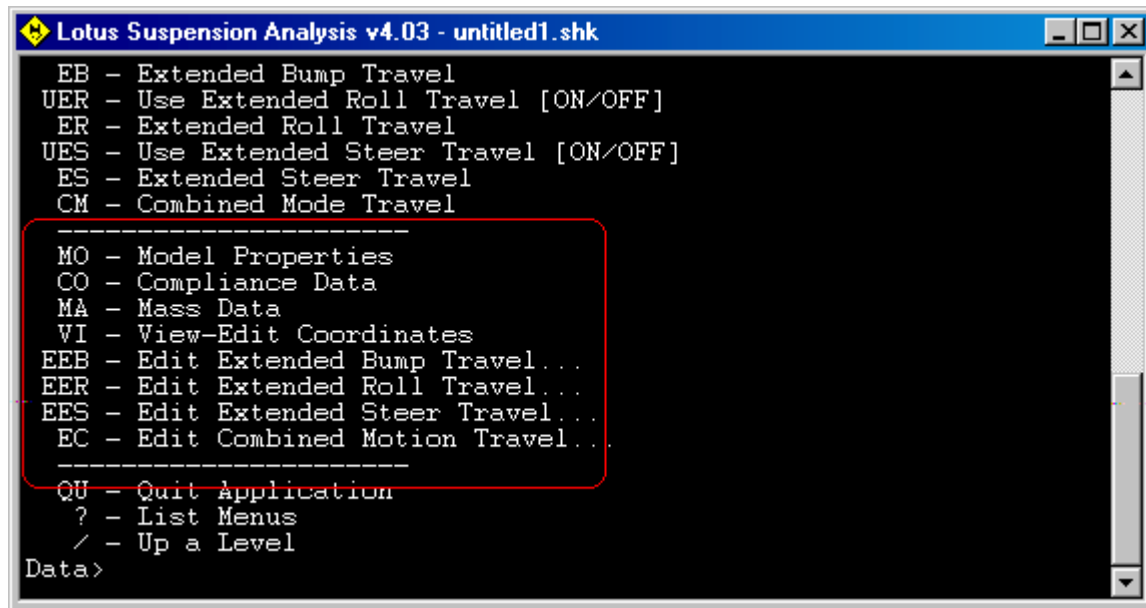 Lotus Suspension Analysis v4.03 - untitled1.shk
EB - Extended Bump Travel
UER - Use Extended Roll Travel [ON/OFF]
ER - Extended Roll Travel
UES - Use Extended Steer Travel [ON/OFF]
ES - Extended Steer Travel
CM - Combined Mode Travel
----------------------
MO - Model Properties
CO - Compliance Data
MA - Mass Data
VI - View-Edit Coordinates
EEB - Edit Extended Bump Travel...
EER - Edit Extended Roll Travel...
EES - Edit Extended Steer Travel...
EC - Edit Combined Motion Travel...
----------------------
QU - Quit Application
? - List Menus
/ - Up a Level
Data>